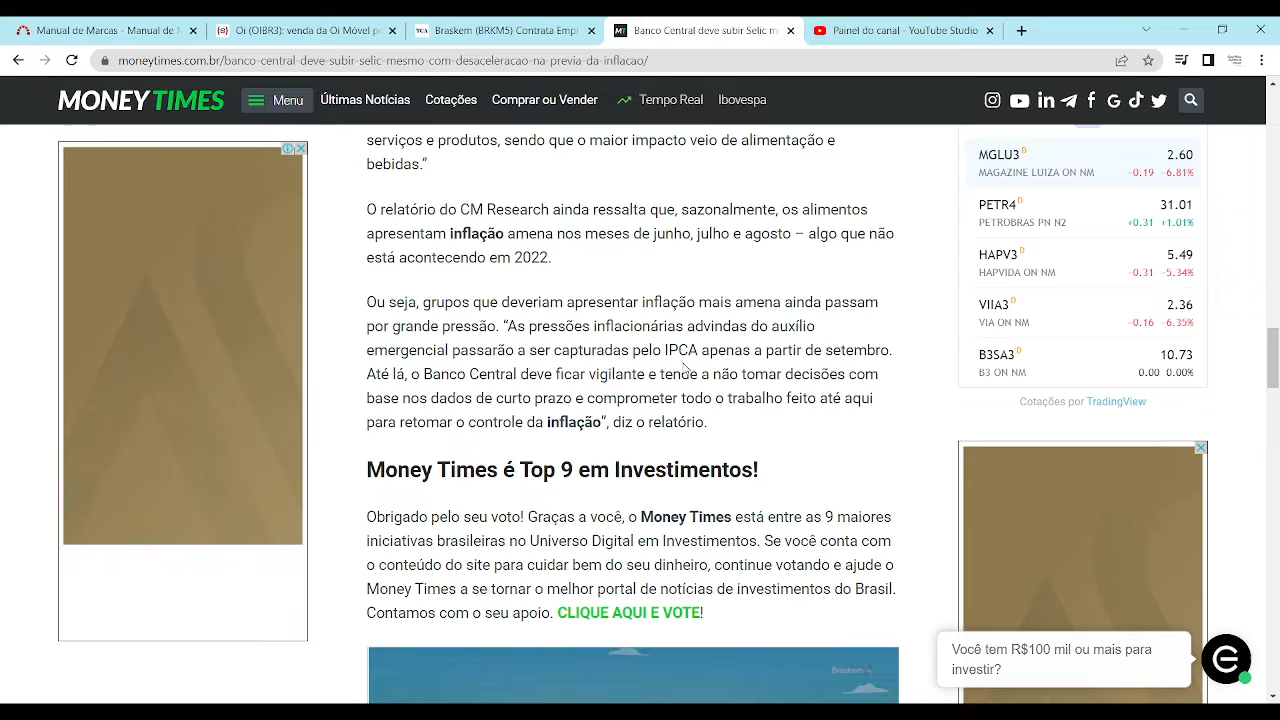 Manual de Marcas - Manual de M
Oi (OIBR3): venda da Oi Móvel po
TCA
Braskem (BRKM5) Contrata Empr
MT
Banco Central deve subir Selic me
Painel do canal - YouTube Studio
moneytimes.com.br/banco-central-deve-subir-selic-mesmo-com-desaceleracao-na-previa-da-inflacao/
MONEY TIMES
Menu
Últimas Notícias
Cotações
Comprar ou Vender
Tempo Real
Ibovespa
serviços e produtos, sendo que o maior impacto veio de alimentação e
bebidas.”
O relatório do CM Research ainda ressalta que, sazonalmente, os alimentos
apresentam inflação amena nos meses de junho, julho e agosto – algo que não
está acontecendo em 2022.
Ou seja, grupos que deveriam apresentar inflação mais amena ainda passam
por grande pressão. “As pressões inflacionárias advindas do auxílio
emergencial passarão a ser capturadas pelo IPCA apenas a partir de setembro.
Até lá, o Banco Central deve ficar vigilante e tende a não tomar decisões com
base nos dados de curto prazo e comprometer todo o trabalho feito até aqui
para retomar o controle da inflação”, diz o relatório.
Money Times é Top 9 em Investimentos!
Obrigado pelo seu voto! Graças a você, o Money Times está entre as 9 maiores
iniciativas brasileiras no Universo Digital em Investimentos. Se você conta com
o conteúdo do site para cuidar bem do seu dinheiro, continue votando e ajude o
Money Times a se tornar o melhor portal de notícias de investimentos do Brasil.
Contamos com o seu apoio. CLIQUE AQUI E VOTE!
Braskem
MGLU3 D 2.60
MAGAZINE LUIZA ON NM −0.19 −6.81%
PETR4 D 31.01
PETROBRAS PN N2 +0.31 +1.01%
HAPV3 D 5.49
HAPVIDA ON NM −0.31 −5.34%
VIIA3 D 2.36
VIA ON NM −0.16 −6.35%
B3SA3 D 10.73
B3 ON NM 0.00 0.00%
Cotações por TradingView
Você tem R$100 mil ou mais para
investir?